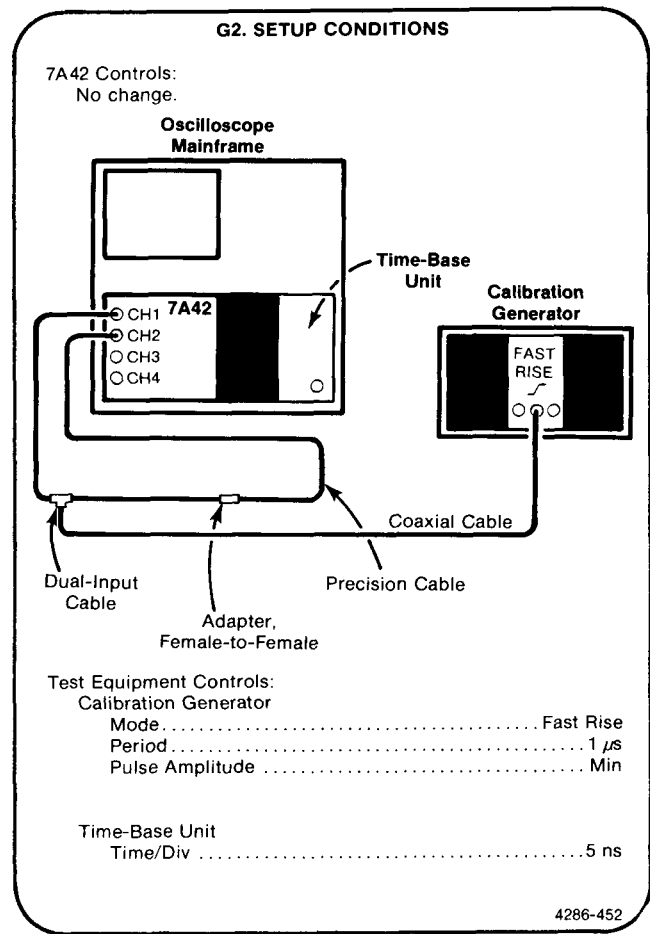 G2. SETUP CONDITIONS
7A42 Controls:
No change.
Oscilloscope
Mainframe
Time-Base
Unit
Calibration
Generator
7A42
CH1
CH2
CH3
CH4
FAST
RISE
Coaxial Cable
Dual-Input
Cable
Precision Cable
Adapter,
Female-to-Female
Test Equipment Controls:
Calibration Generator
Mode........................................Fast Rise
Period............................................1 μs
Pulse Amplitude .................................. Min
Time-Base Unit
Time/Div ..........................................5 ns
4286-452